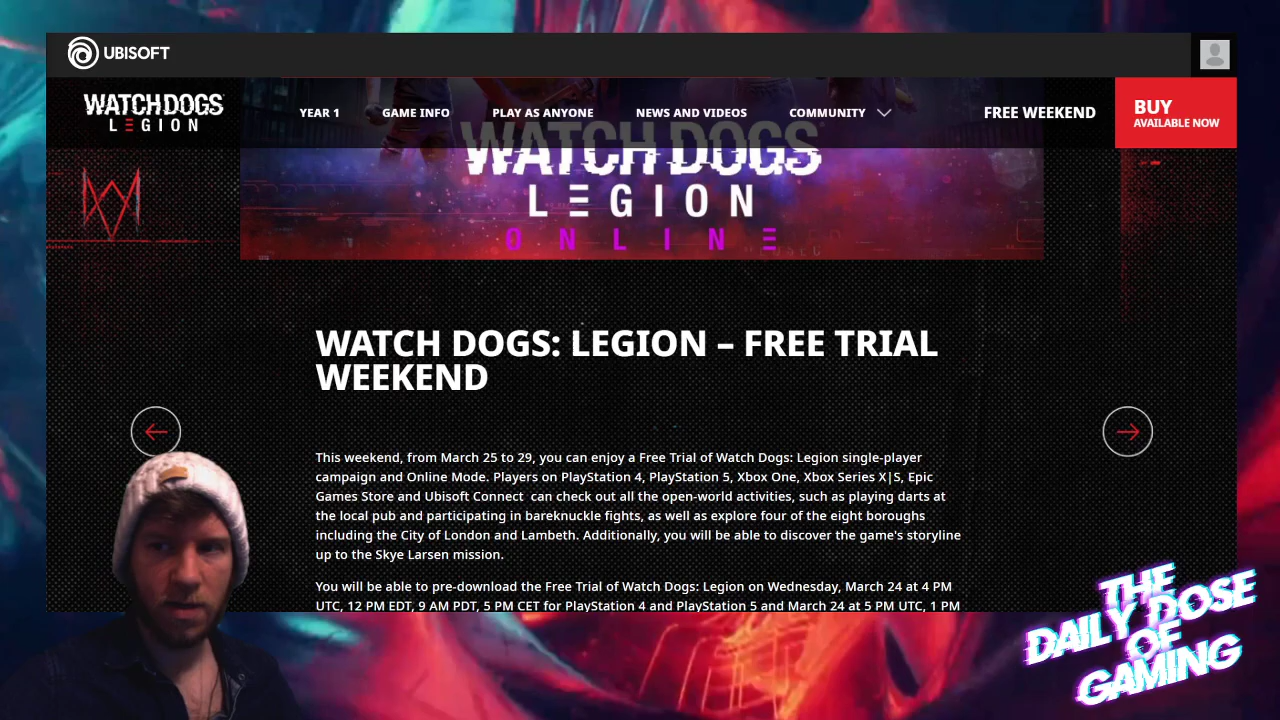 UBISOFT
WATCH DOGS
LEGION
YEAR 1
GAME INFO
PLAY AS ANYONE
NEWS AND VIDEOS
COMMUNITY
FREE WEEKEND
BUY
AVAILABLE NOW
WATCH DOGS
LEGION
ONLINE
WATCH DOGS: LEGION – FREE TRIAL
WEEKEND
This weekend, from March 25 to 29, you can enjoy a Free Trial of Watch Dogs: Legion single-player
campaign and Online Mode. Players on PlayStation 4, PlayStation 5, Xbox One, Xbox Series X|S, Epic
Games Store and Ubisoft Connect can check out all the open-world activities, such as playing darts at
the local pub and participating in bareknuckle fights, as well as explore four of the eight boroughs
including the City of London and Lambeth. Additionally, you will be able to discover the game's storyline
up to the Skye Larsen mission.
You will be able to pre-download the Free Trial of Watch Dogs: Legion on Wednesday, March 24 at 4 PM
UTC, 12 PM EDT, 9 AM PDT, 5 PM CET for PlayStation 4 and PlayStation 5 and March 24 at 5 PM UTC, 1 PM
THE
DAILY DOSE
OF
GAMING